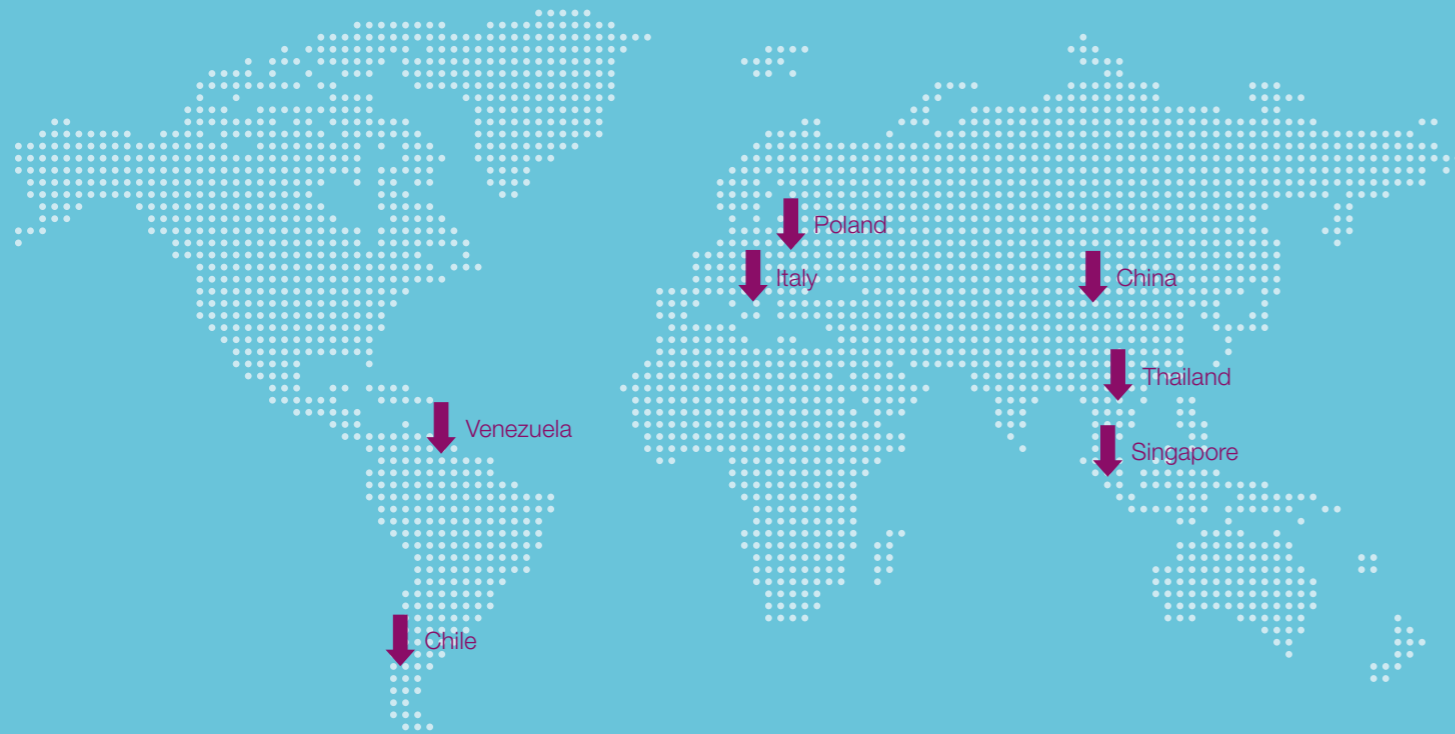 Poland
Italy
China
Thailand
Venezuela
Singapore
Chile